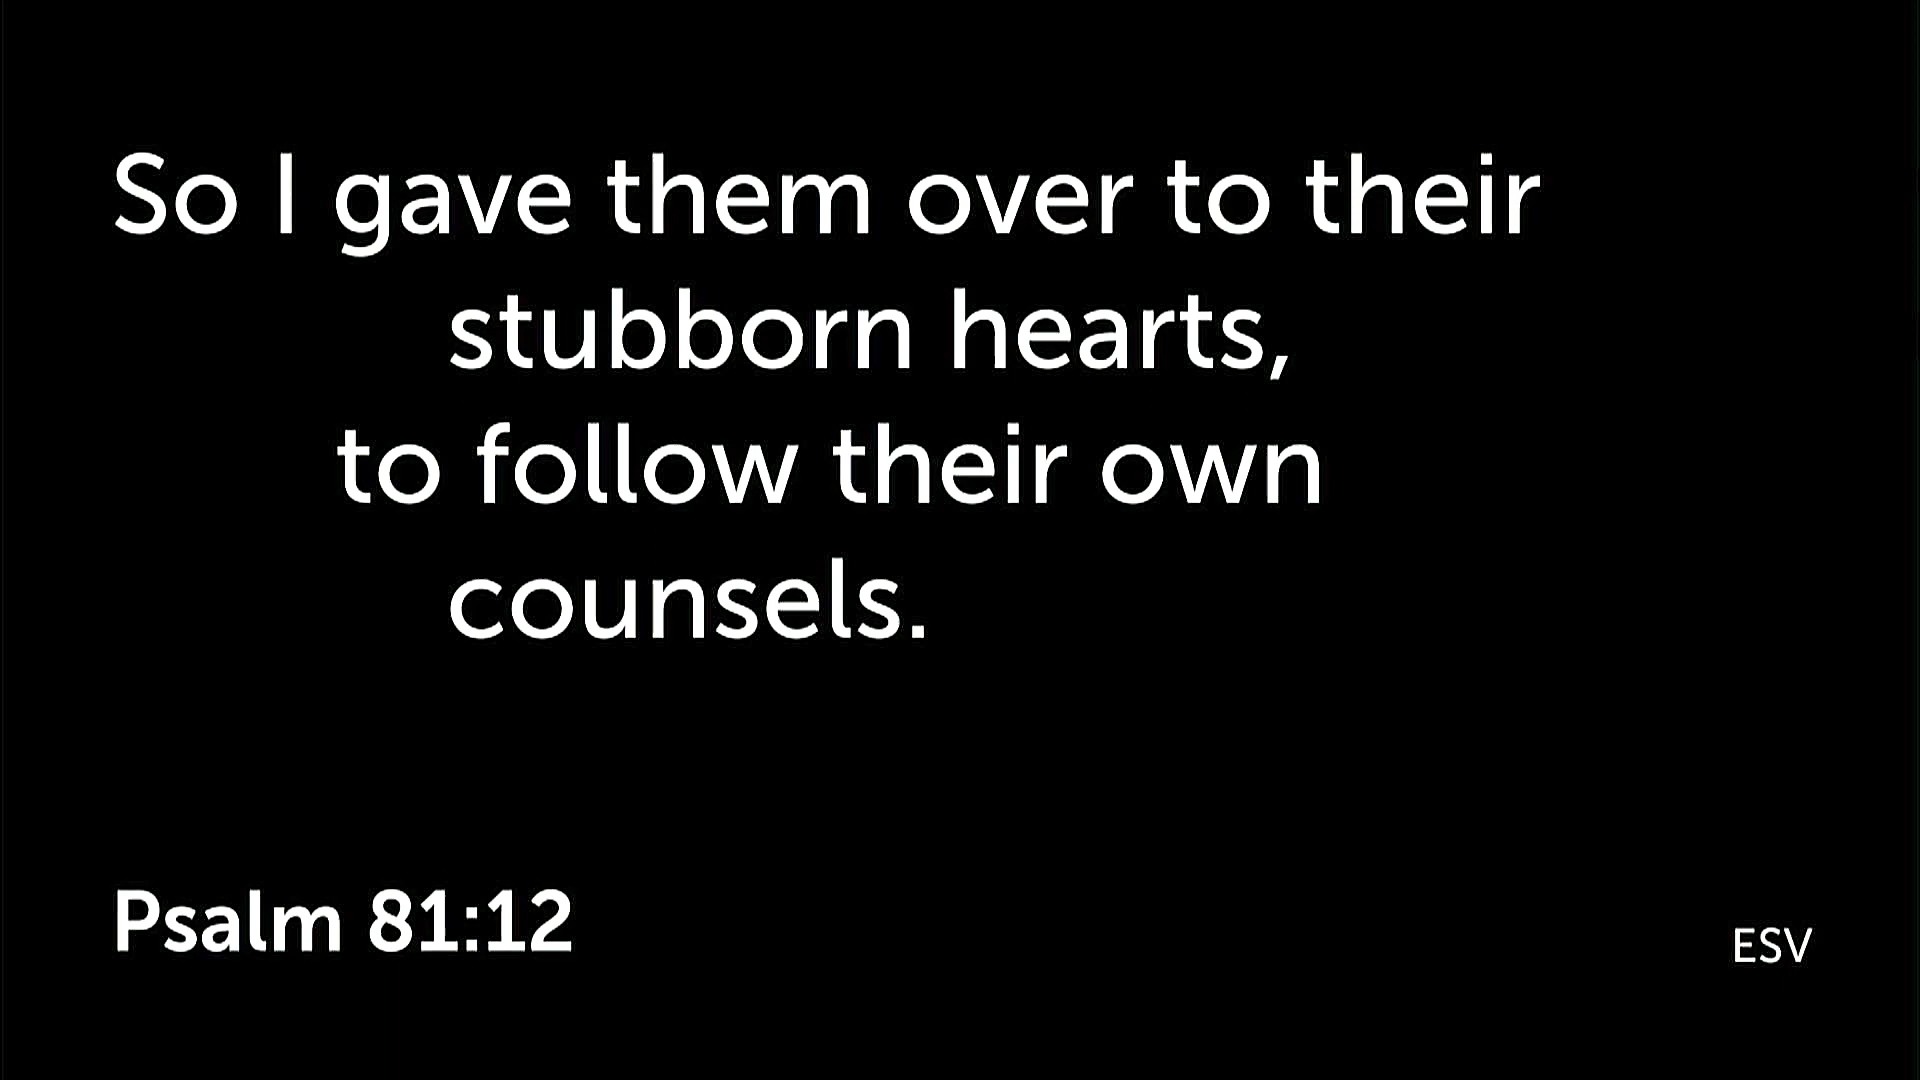 So I gave them over to their
stubborn hearts,
to follow their own
counsels.
Psalm 81:12
ESV